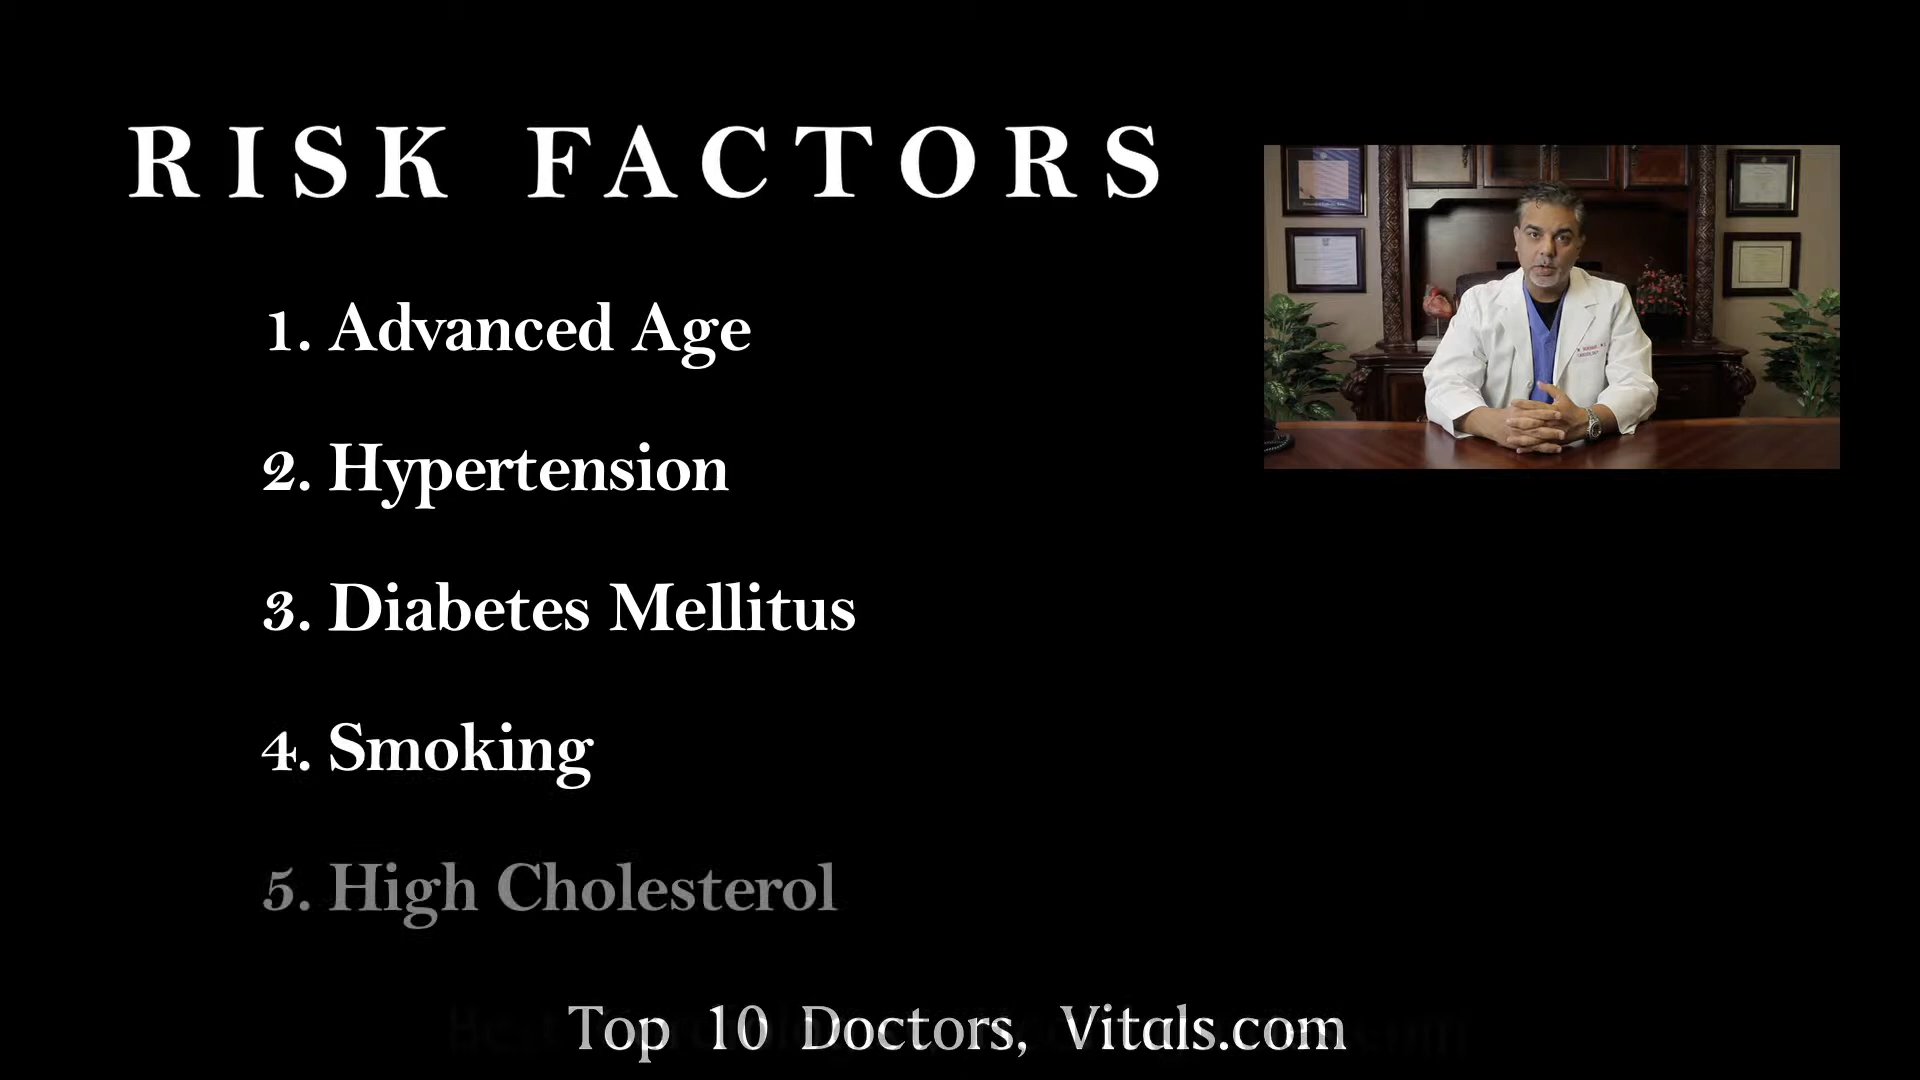 RISK FACTORS
1. Advanced Age
2. Hypertension
3. Diabetes Mellitus
4. Smoking
5. High Cholesterol
Top 10 Doctors, Vitals.com